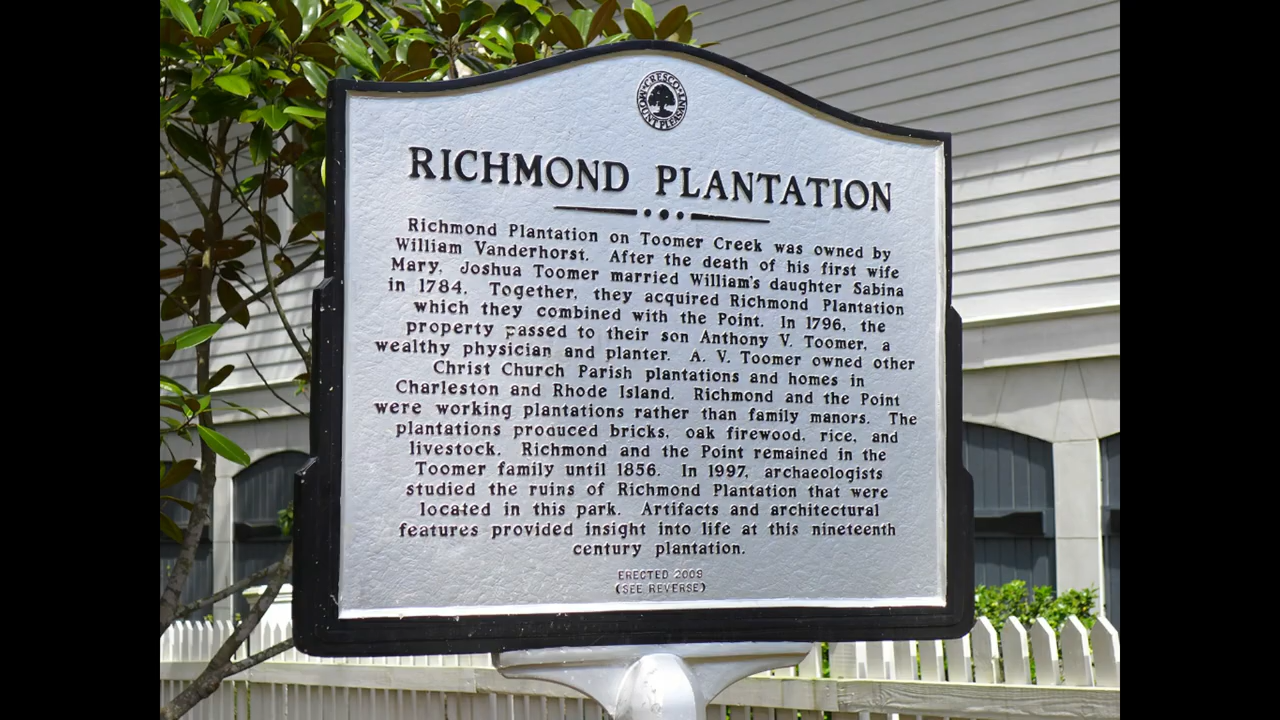 CRESCO
MOUNT PLEASANT
RICHMOND PLANTATION
Richmond Plantation on Toomer Creek was owned by
William Vanderhorst. After the death of his first wife
Mary, Joshua Toomer married William's daughter Sabina
in 1784. Together, they acquired Richmond Plantation
which they combined with the Point. In 1796, the
property passed to their son Anthony V. Toomer, a
wealthy physician and planter. A. V. Toomer owned other
Christ Church Parish plantations and homes in
Charleston and Rhode Island. Richmond and the Point
were working plantations rather than family manors. The
plantations produced bricks, oak firewood, rice, and
livestock. Richmond and the Point remained in the
Toomer family until 1856. In 1997, archaeologists
studied the ruins of Richmond Plantation that were
located in this park. Artifacts and architectural
features provided insight into life at this nineteenth
century plantation.
ERECTED 2009
(SEE REVERSE)